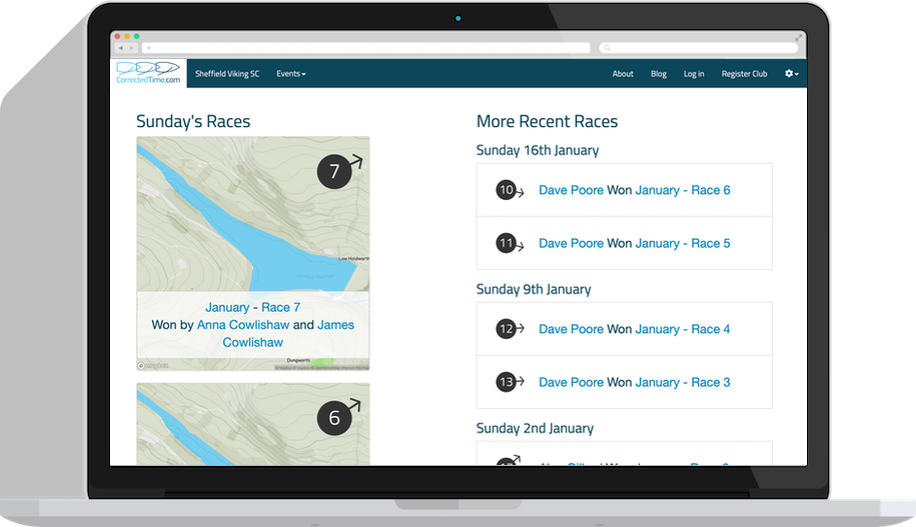 CorrectedTime.com
Sheffield Viking SC
Events
About
Blog
Log in
Register Club
Sunday's Races
7
Low Holdworth
January - Race 7
Won by Anna Cowlishaw and James
Cowlishaw
Dungworth
mapbox
6
More Recent Races
Sunday 16th January
10 Dave Poore Won January - Race 6
11 Dave Poore Won January - Race 5
Sunday 9th January
12 Dave Poore Won January - Race 4
13 Dave Poore Won January - Race 3
Sunday 2nd January